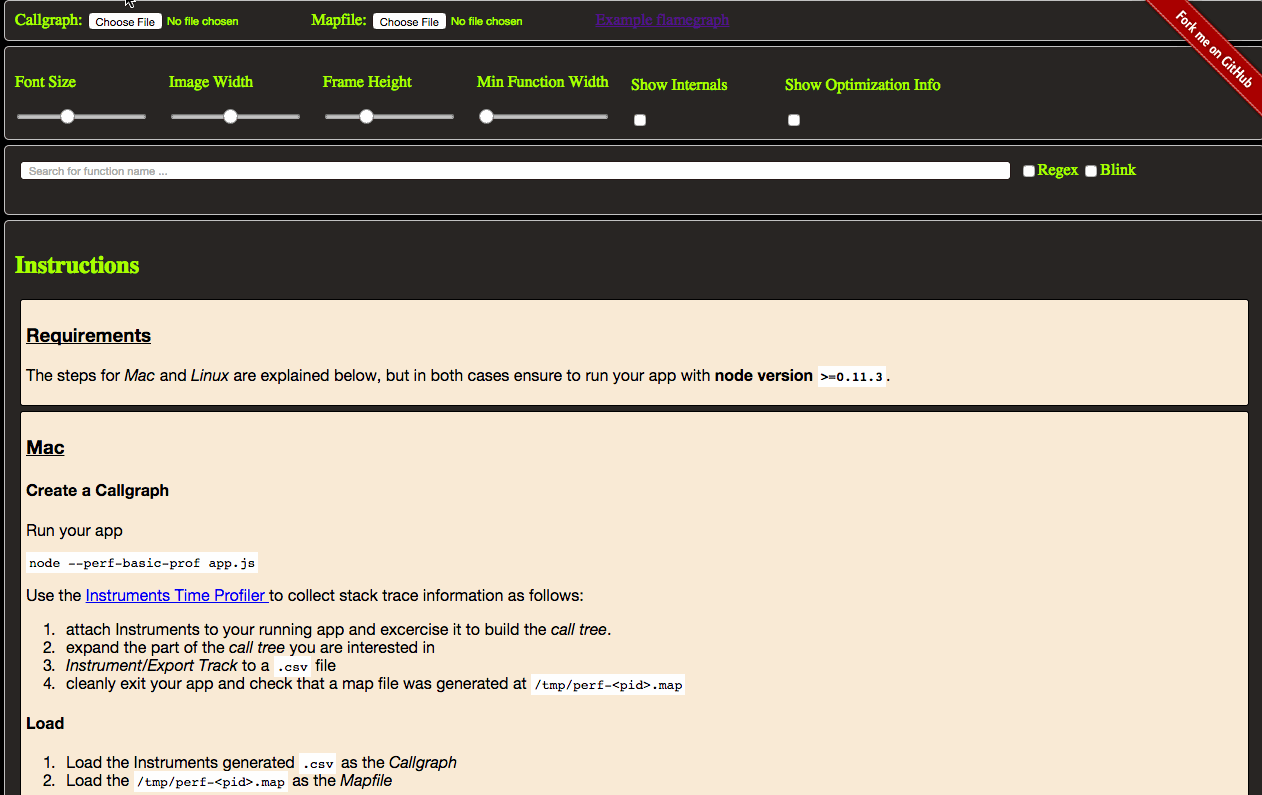 Callgraph: Choose File No file chosen Mapfile: Choose File No file chosen Example flamegraph
Fork me on GitHub
Font Size Image Width Frame Height Min Function Width Show Internals Show Optimization Info
Search for function name ... Regex Blink
Instructions
Requirements
The steps for Mac and Linux are explained below, but in both cases ensure to run your app with node version >=0.11.3.
Mac
Create a Callgraph
Run your app
node --perf-basic-prof app.js
Use the Instruments Time Profiler to collect stack trace information as follows:
1. attach Instruments to your running app and excercise it to build the call tree.
2. expand the part of the call tree you are interested in
3. Instrument/Export Track to a .csv file
4. cleanly exit your app and check that a map file was generated at /tmp/perf-<pid>.map
Load
1. Load the Instruments generated .csv as the Callgraph
2. Load the /tmp/perf-<pid>.map as the Mapfile